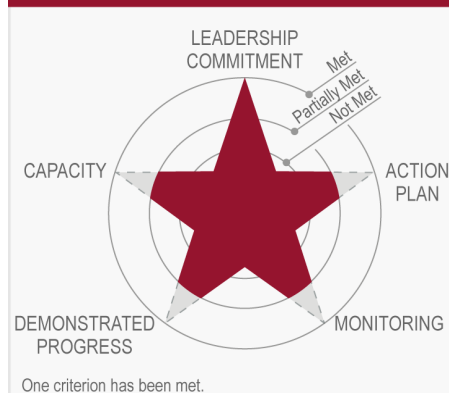 LEADERSHIP
COMMITMENT
Met
Partially Met
Not Met
CAPACITY
ACTION
PLAN
DEMONSTRATED
PROGRESS
MONITORING
One criterion has been met.